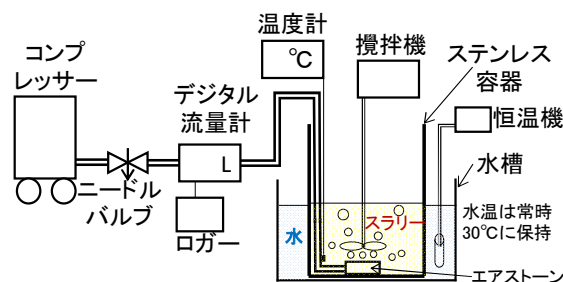 コンプ
レッサー
ニードル
バルブ
デジタル
流量計
L
ロガー
温度計
℃
攪拌機
ステンレス
容器
恒温機
水槽
水温は常時
30℃に保持
水
スラリー
エアストーン